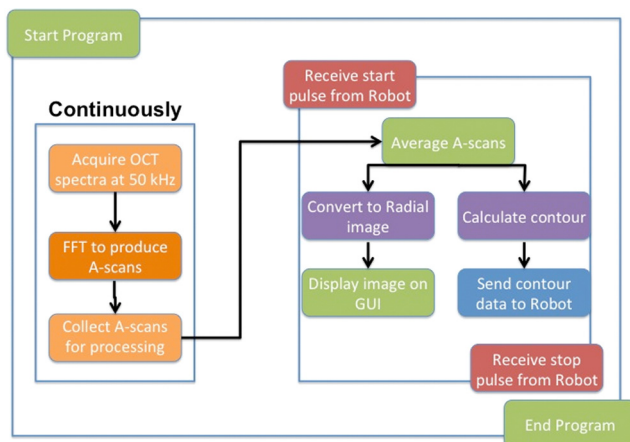 Start Program
Continuously
Acquire OCT
spectra at 50 kHz
FFT to produce
A-scans
Collect A-scans
for processing
Receive start
pulse from Robot
Average A-scans
Convert to Radial
image
Calculate contour
Display image on
GUI
Send contour
data to Robot
Receive stop
pulse from Robot
End Program